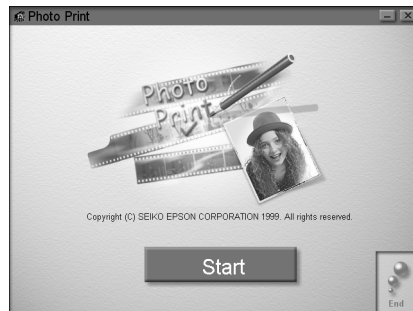 Photo Print
Photo
Print
Copyright (C) SEIKO EPSON CORPORATION 1999. All rights reserved.
Start
End